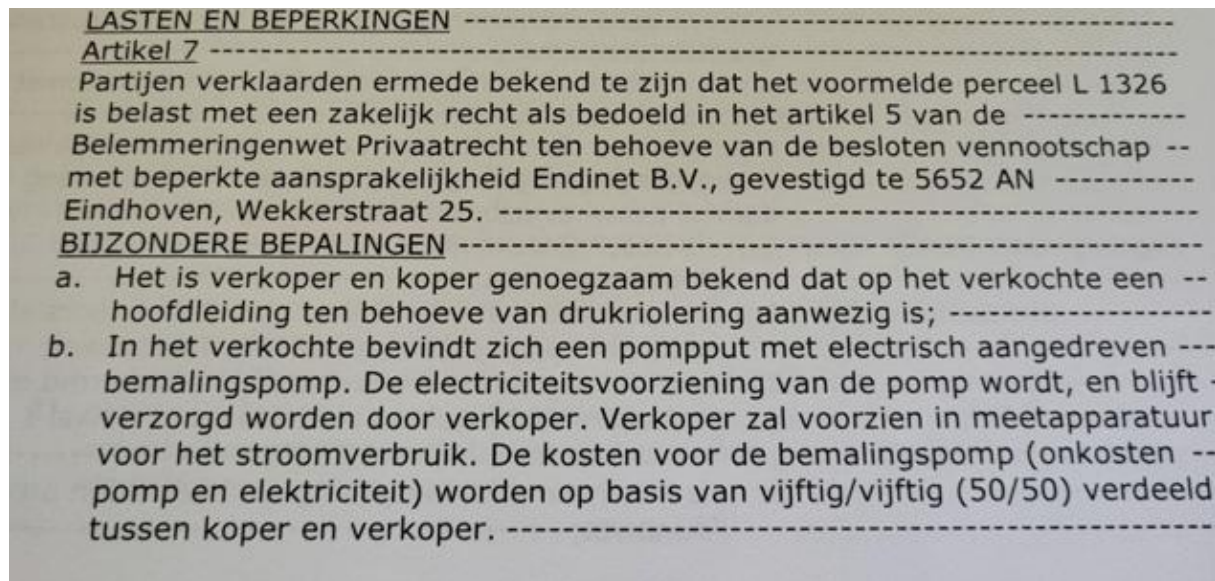 LASTEN EN BEPERKINGEN --------------------------------------------------------
Artikel 7 ----------------------------------------------------------------------------
Partijen verklaarden ermede bekend te zijn dat het voormelde perceel L 1326
is belast met een zakelijk recht als bedoeld in het artikel 5 van de -------------
Belemmeringenwet Privaatrecht ten behoeve van de besloten vennootschap --
met beperkte aansprakelijkheid Endinet B.V., gevestigd te 5652 AN -----------
Eindhoven, Wekkerstraat 25. -------------------------------------------------------
BIJZONDERE BEPALINGEN -----------------------------------------------------------
a. Het is verkoper en koper genoegzaam bekend dat op het verkochte een --
hoofdleiding ten behoeve van drukriolering aanwezig is; --------------------
b. In het verkochte bevindt zich een pompput met electrisch aangedreven ---
bemalingspomp. De electriciteitsvoorziening van de pomp wordt, en blijft -
verzorgd worden door verkoper. Verkoper zal voorzien in meetapparatuur
voor het stroomverbruik. De kosten voor de bemalingspomp (onkosten --
pomp en elektriciteit) worden op basis van vijftig/vijftig (50/50) verdeeld
tussen koper en verkoper. -------------------------------------------------------